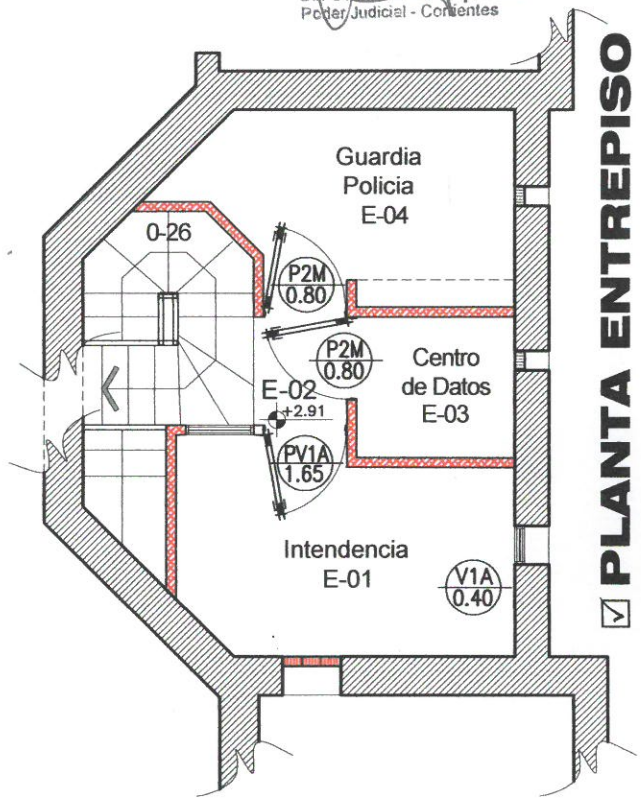 Poder Judicial - Corrientes
PLANTA ENTREPISO
Guardia
Policia
E-04
0-26
P2M
0.80
P2M
0.80
Centro
de Datos
E-03
E-02
+2.91
PV1A
1.65
Intendencia
E-01
V1A
0.40